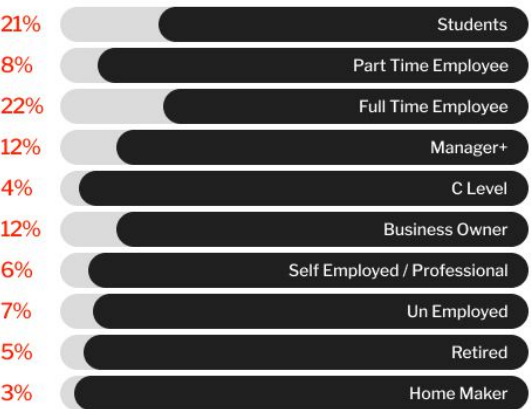 21% Students
8% Part Time Employee
22% Full Time Employee
12% Manager+
4% C Level
12% Business Owner
6% Self Employed / Professional
7% Un Employed
5% Retired
3% Home Maker